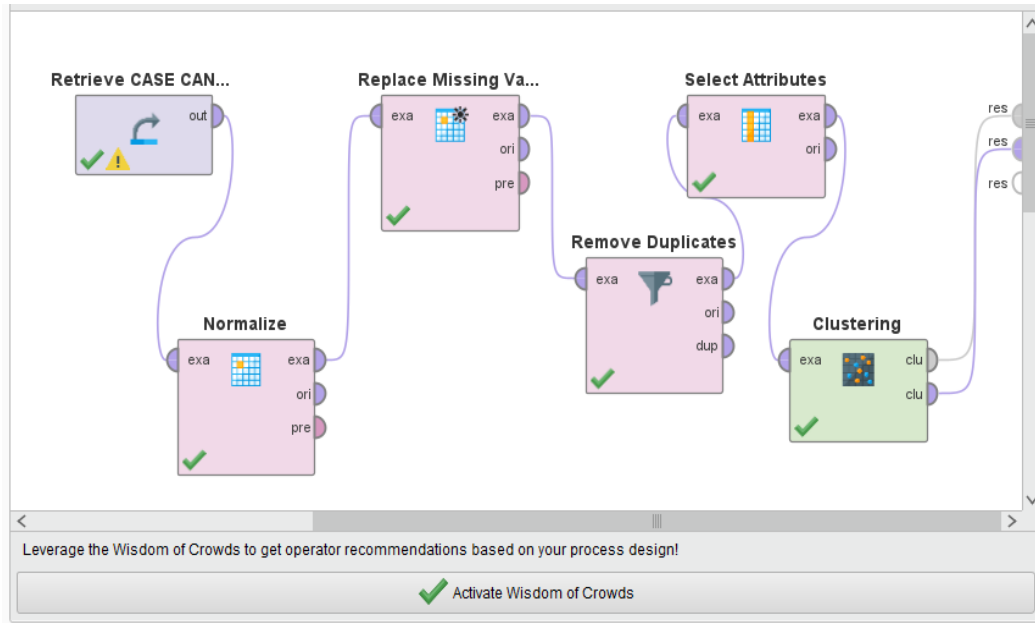 Retrieve CASE CAN...
out
Replace Missing Va...
exa exa
ori
pre
Select Attributes
exa exa
ori
res
res
res
Remove Duplicates
exa exa
ori
dup
Normalize
exa exa
ori
pre
Clustering
exa clu
clu
Leverage the Wisdom of Crowds to get operator recommendations based on your process design!
Activate Wisdom of Crowds